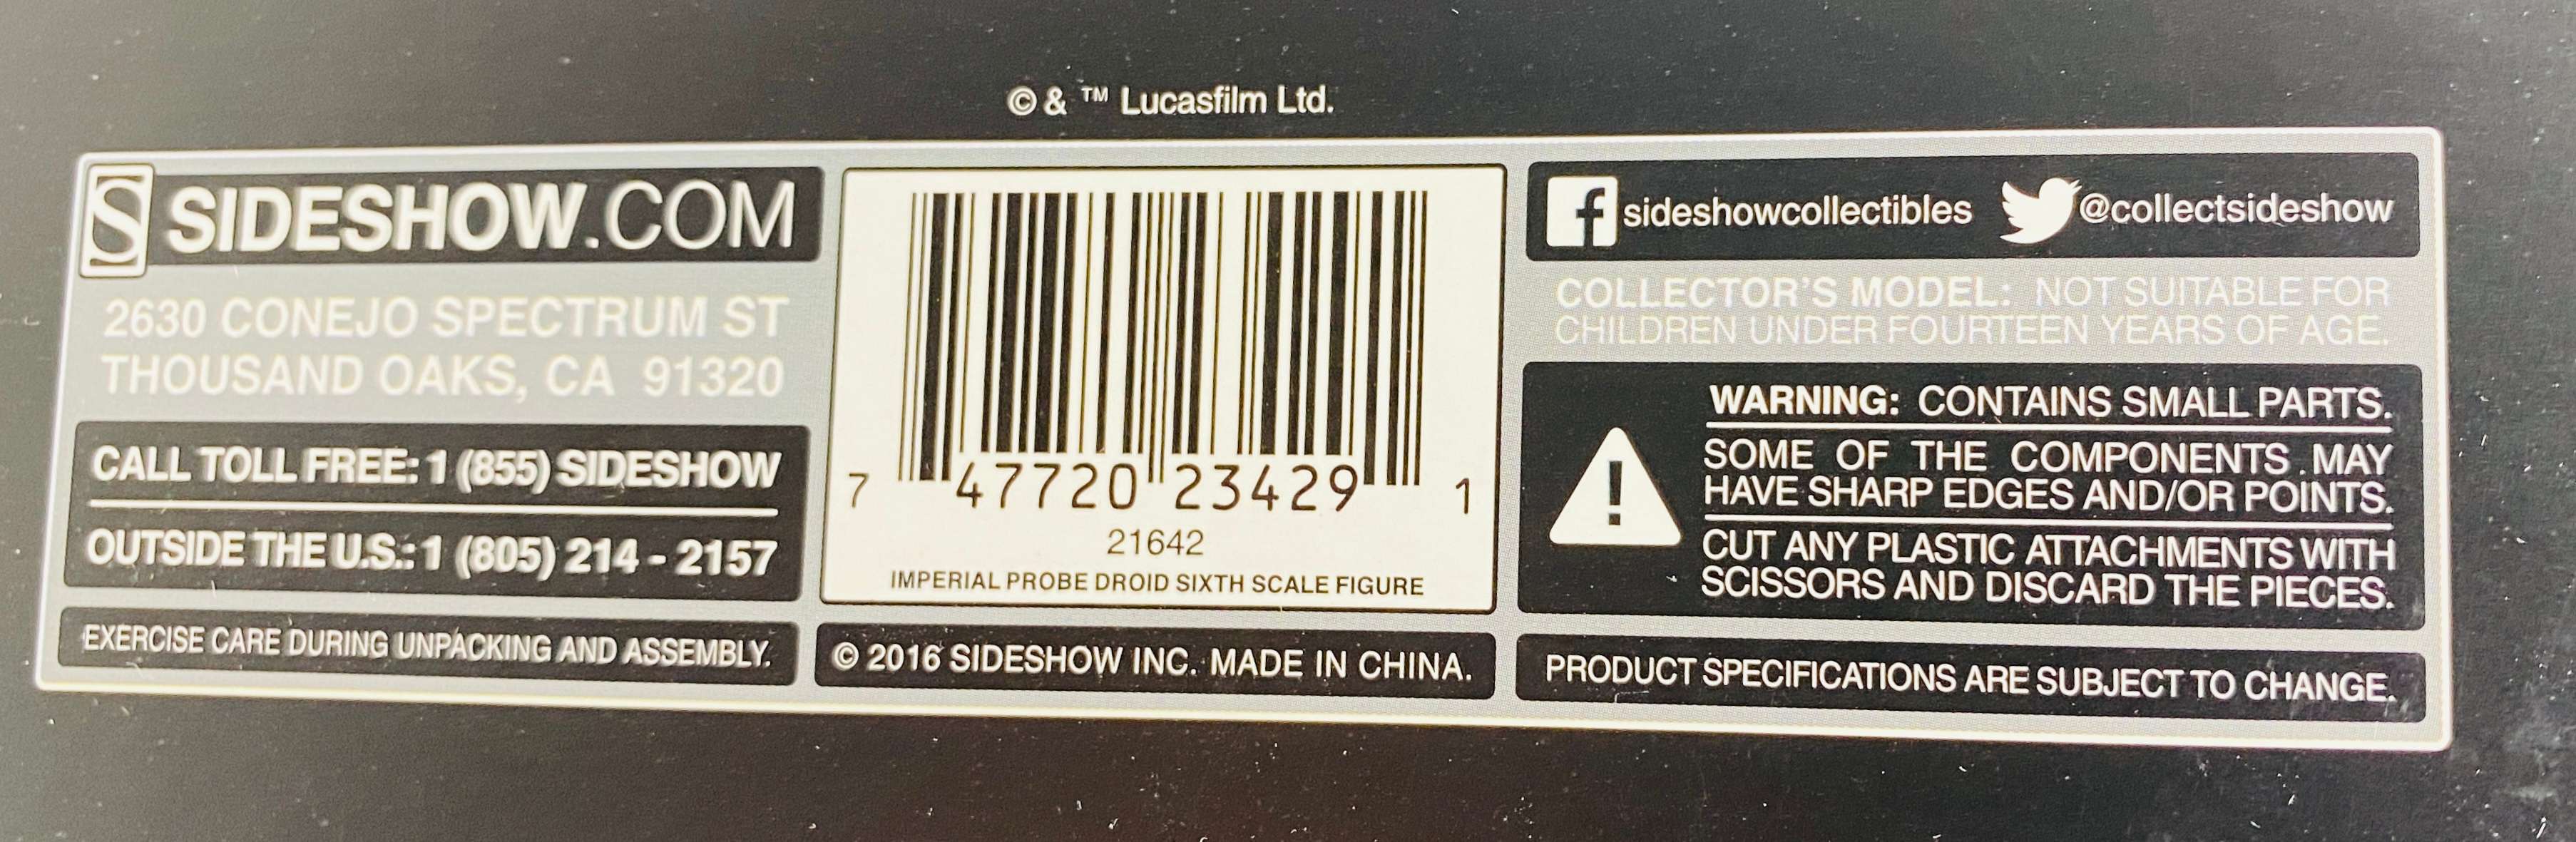 © & ™ Lucasfilm Ltd.
S SIDESHOW.COM
2630 CONEJO SPECTRUM ST
THOUSAND OAKS, CA 91320
CALL TOLL FREE: 1 (855) SIDESHOW
OUTSIDE THE U.S.: 1 (805) 214 - 2157
EXERCISE CARE DURING UNPACKING AND ASSEMBLY.
7 47720 23429 1
21642
IMPERIAL PROBE DROID SIXTH SCALE FIGURE
© 2016 SIDESHOW INC. MADE IN CHINA.
f sideshowcollectibles @collectsideshow
COLLECTOR'S MODEL: NOT SUITABLE FOR
CHILDREN UNDER FOURTEEN YEARS OF AGE.
WARNING: CONTAINS SMALL PARTS.
SOME OF THE COMPONENTS MAY
HAVE SHARP EDGES AND/OR POINTS.
CUT ANY PLASTIC ATTACHMENTS WITH
SCISSORS AND DISCARD THE PIECES.
PRODUCT SPECIFICATIONS ARE SUBJECT TO CHANGE.